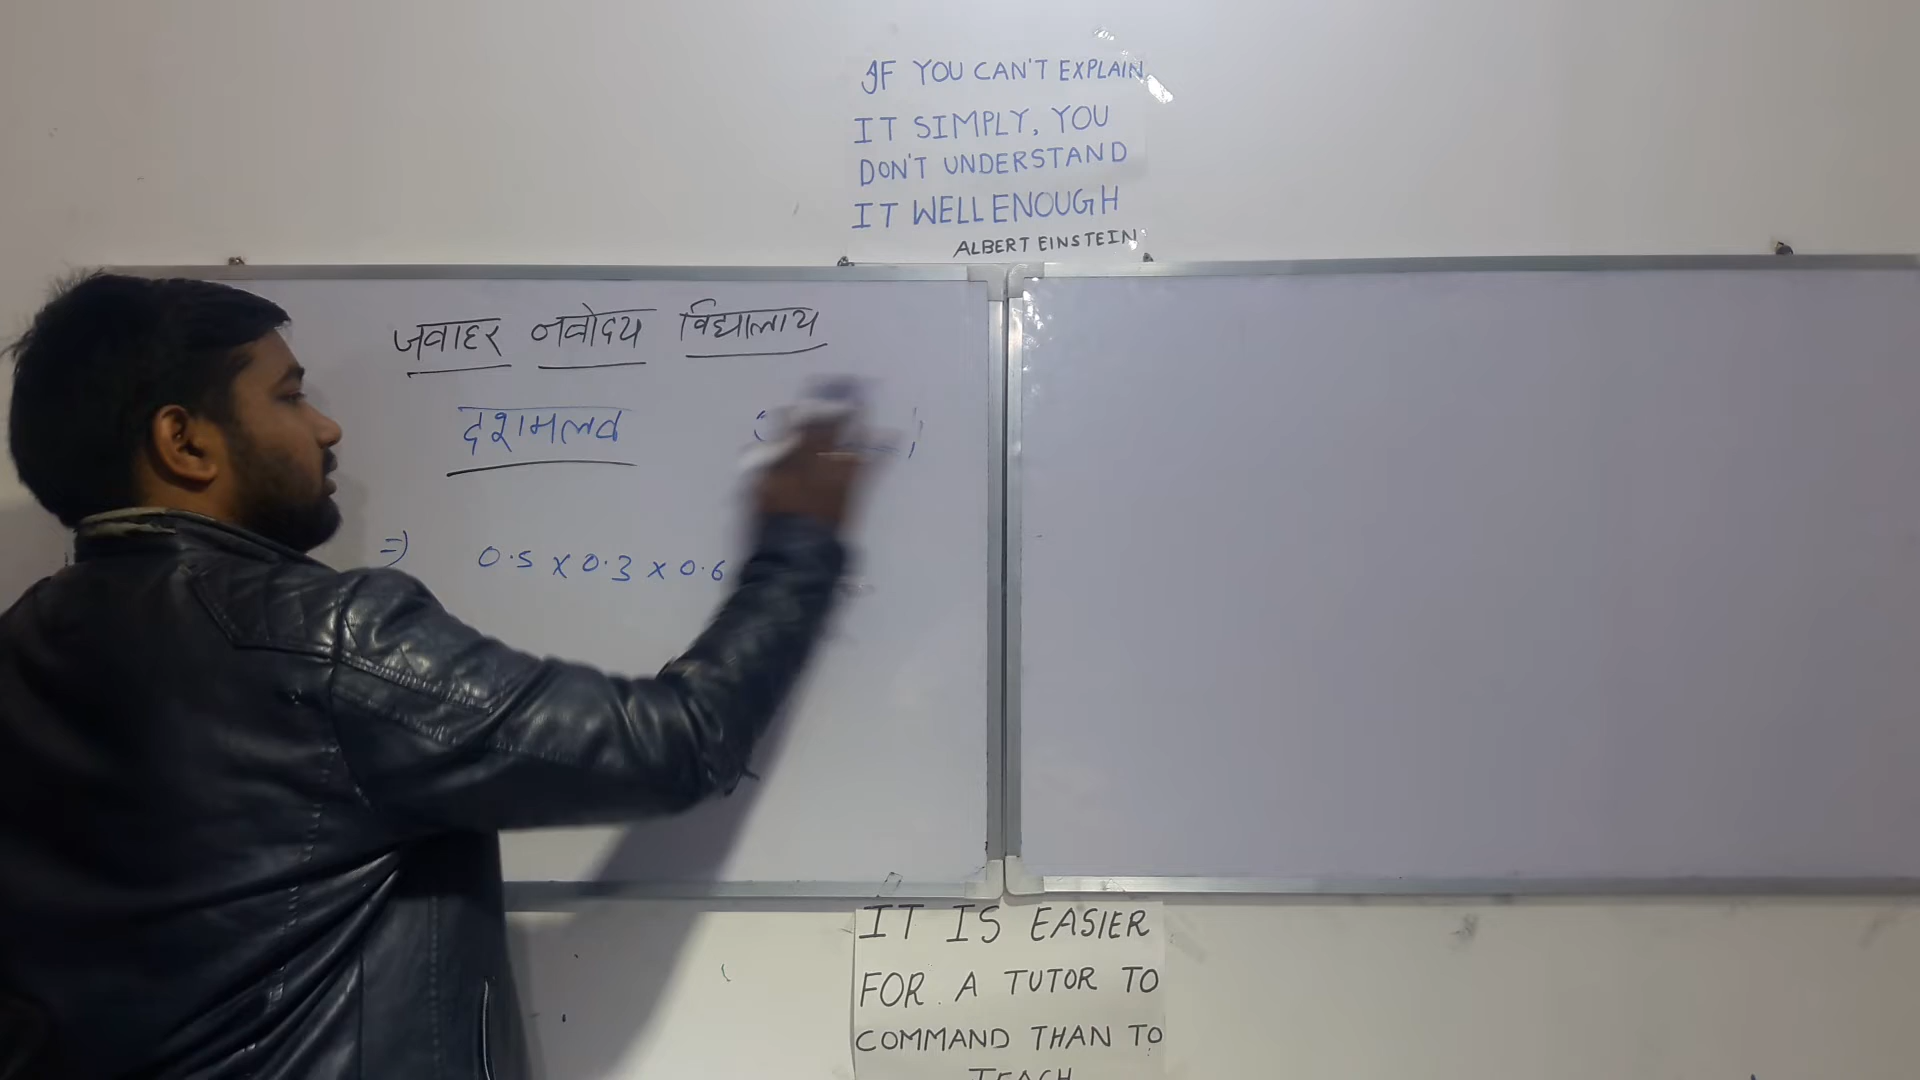 IF YOU CAN'T EXPLAIN
IT SIMPLY, YOU
DON'T UNDERSTAND
IT WELL ENOUGH
ALBERT EINSTEIN
जवाहर नवोदय विद्यालाय
दशमलव
=) 0.5 x 0.3 x 0.6
IT IS EASIER
FOR A TUTOR TO
COMMAND THAN TO
TEACH